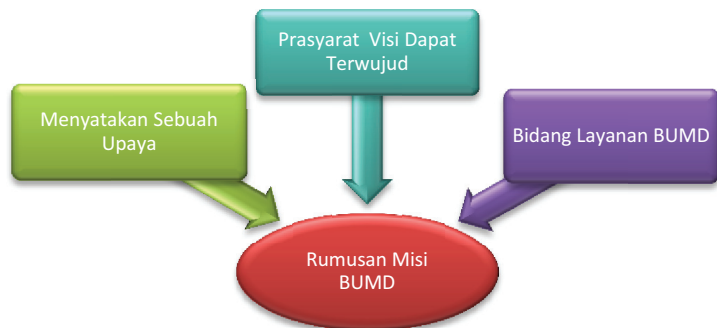 Prasyarat Visi Dapat
Terwujud
Menyatakan Sebuah
Upaya
Bidang Layanan BUMD
Rumusan Misi
BUMD